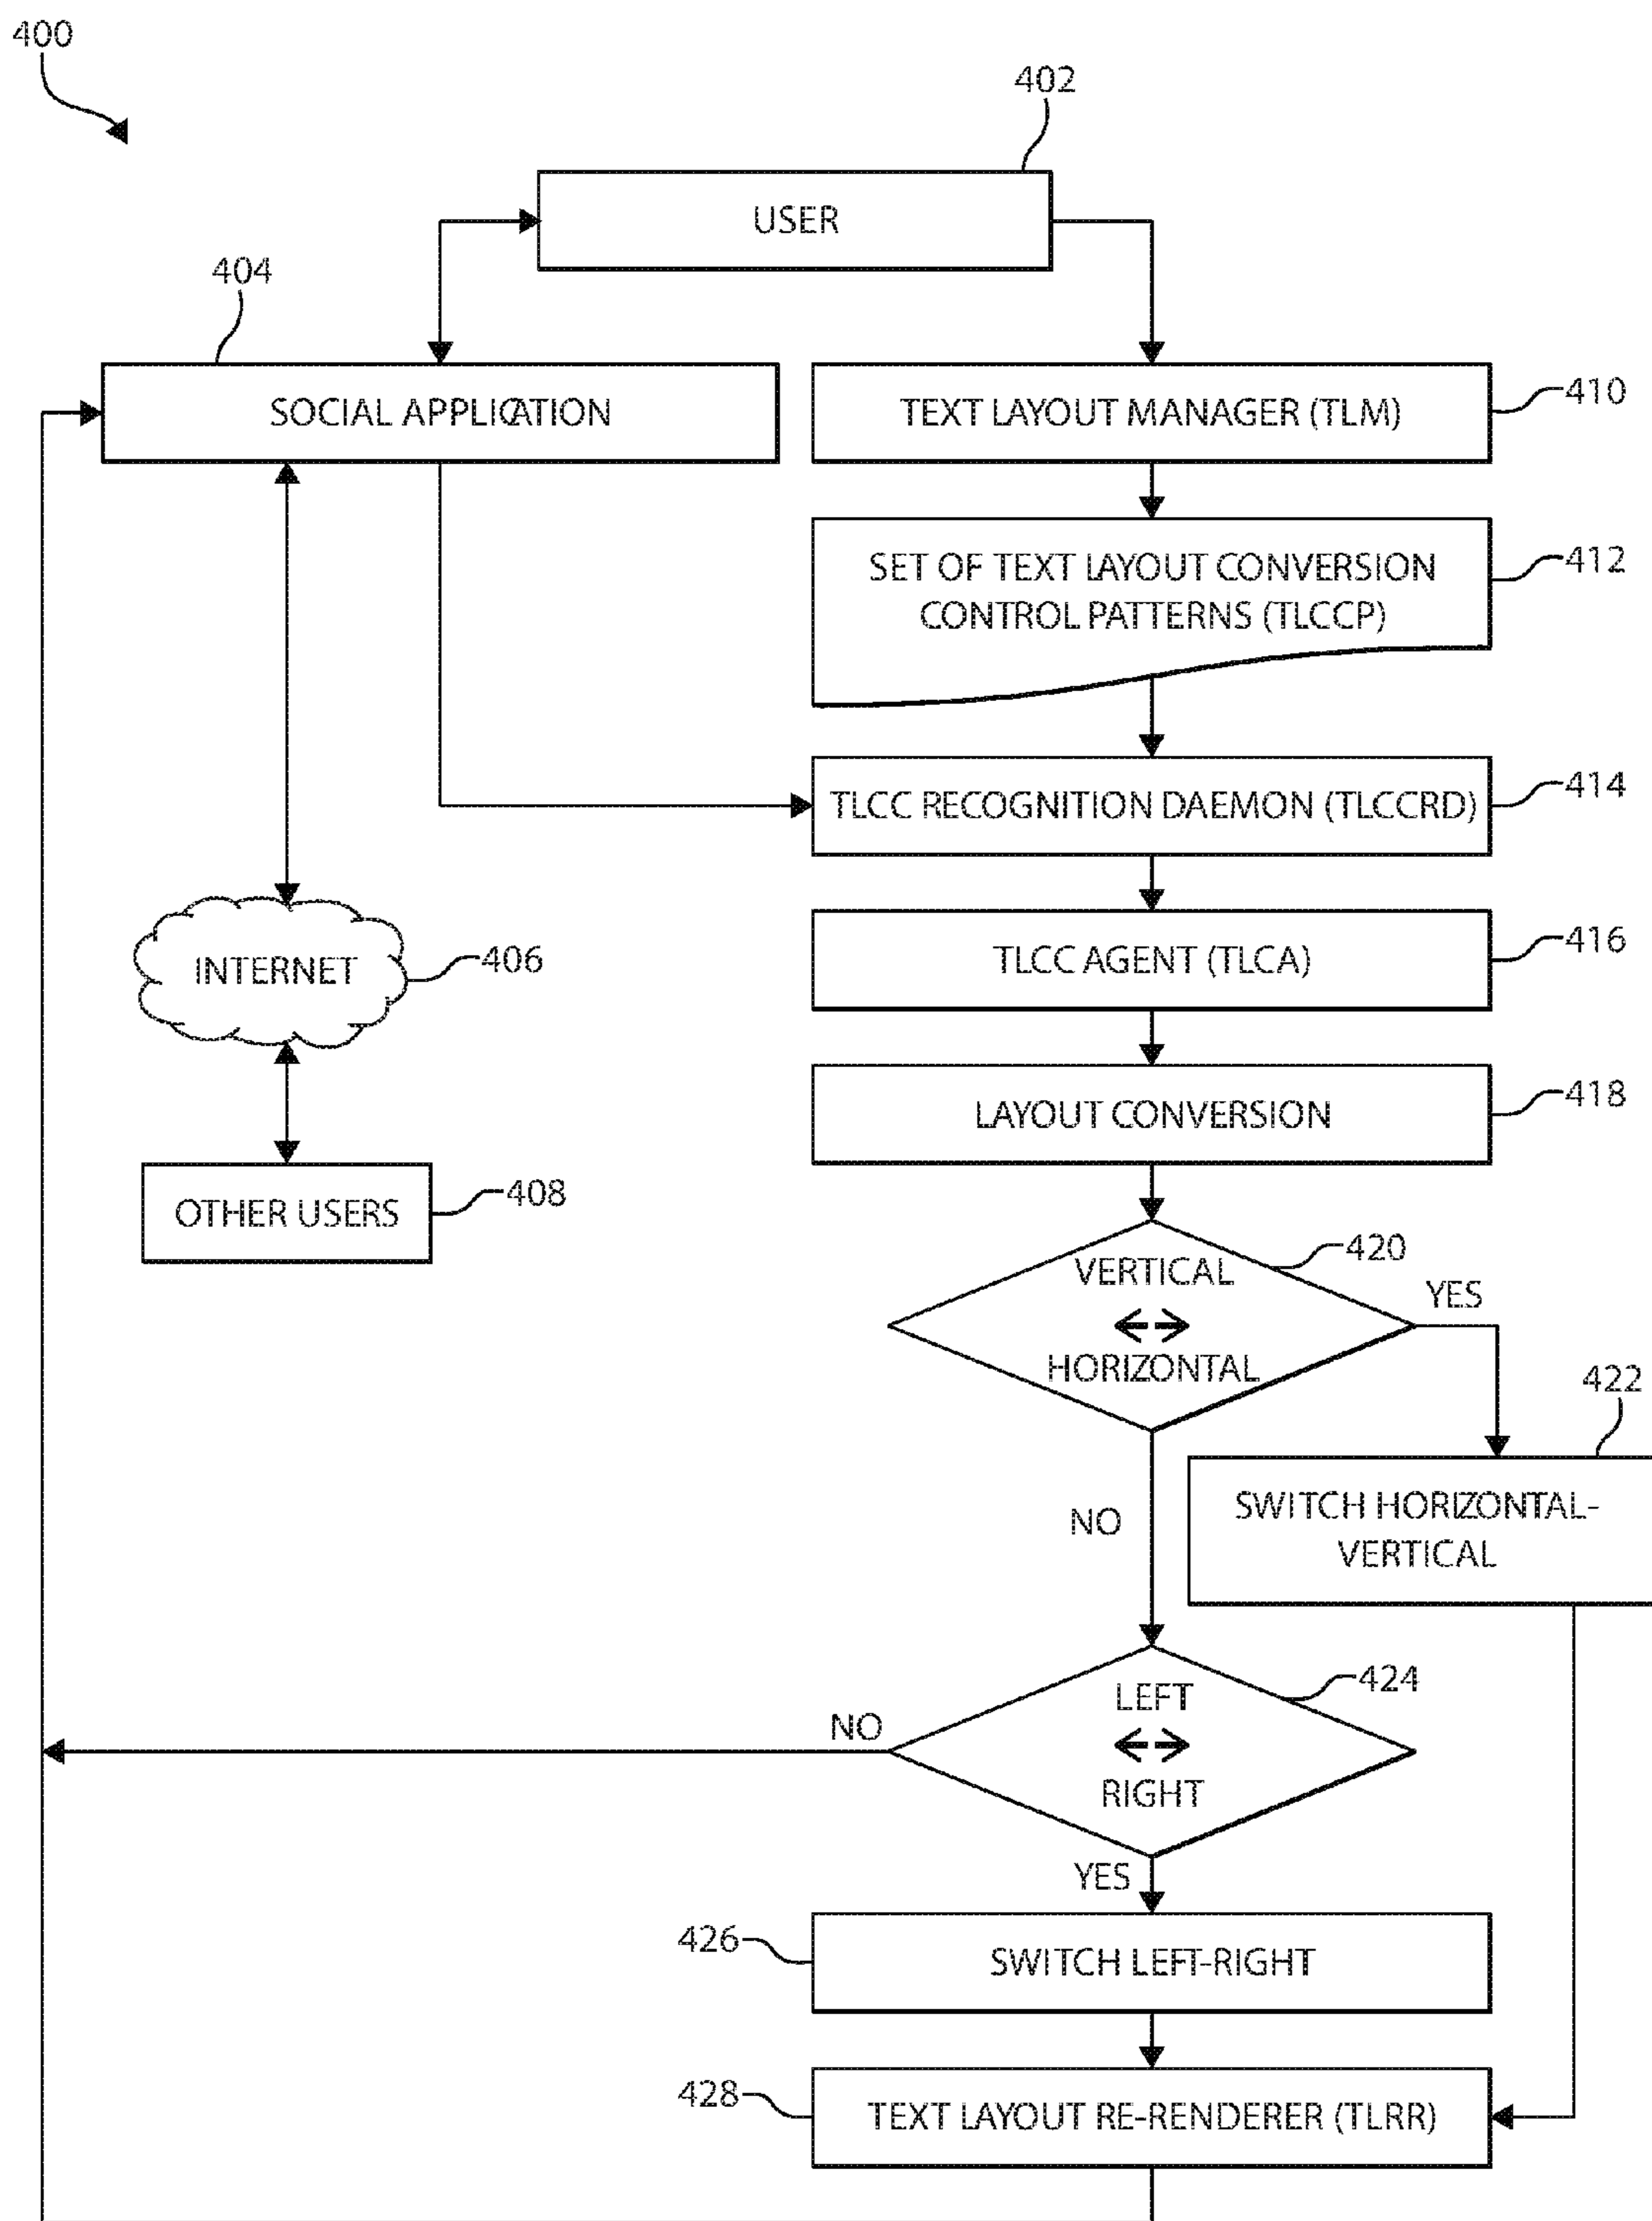 400
402
USER
404
SOCIAL APPLICATION
TEXT LAYOUT MANAGER (TLM)
410
SET OF TEXT LAYOUT CONVERSION
CONTROL PATTERNS (TLCCP)
412
TLCC RECOGNITION DAEMON (TLCCRD)
414
TLCC AGENT (TLCA)
416
INTERNET
406
LAYOUT CONVERSION
418
OTHER USERS
408
VERTICAL
HORIZONTAL
420
YES
NO
422
SWITCH HORIZONTAL-
VERTICAL
LEFT
RIGHT
424
NO
YES
426
SWITCH LEFT-RIGHT
428
TEXT LAYOUT RE-RENDERER (TLRR)